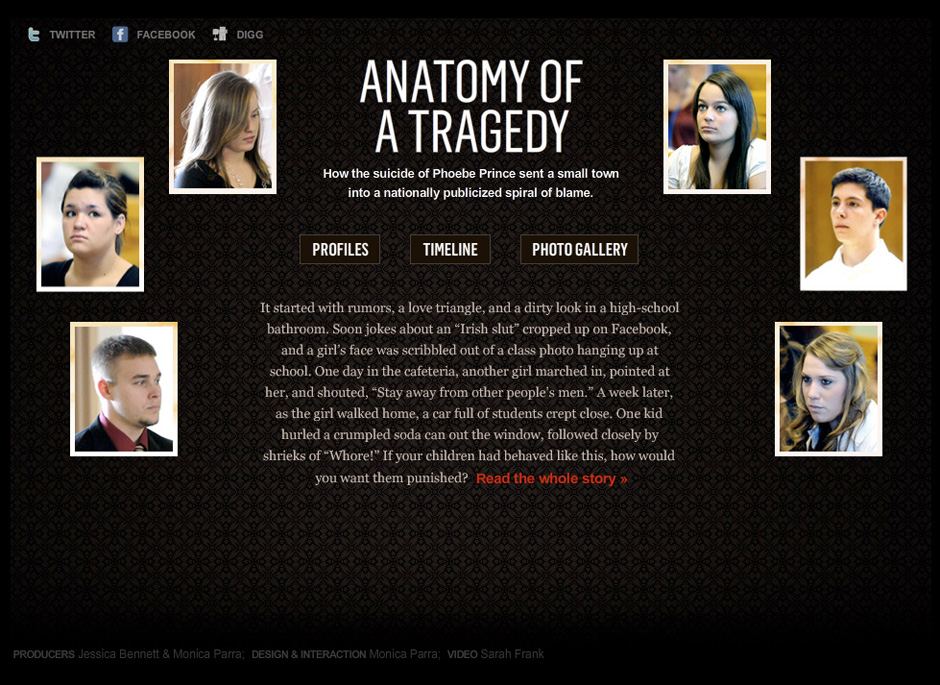 TWITTER FACEBOOK DIGG
ANATOMY OF
A TRAGEDY
How the suicide of Phoebe Prince sent a small town
into a nationally publicized spiral of blame.
PROFILES TIMELINE PHOTO GALLERY
It started with rumors, a love triangle, and a dirty look in a high-school
bathroom. Soon jokes about an “Irish slut” cropped up on Facebook,
and a girl’s face was scribbled out of a class photo hanging up at
school. One day in the cafeteria, another girl marched in, pointed at
her, and shouted, “Stay away from other people’s men.” A week later,
as the girl walked home, a car full of students crept close. One kid
hurled a crumpled soda can out the window, followed closely by
shrieks of “Whore!” If your children had behaved like this, how would
you want them punished? Read the whole story »
PRODUCERS Jessica Bennett & Monica Parra; DESIGN & INTERACTION Monica Parra; VIDEO Sarah Frank